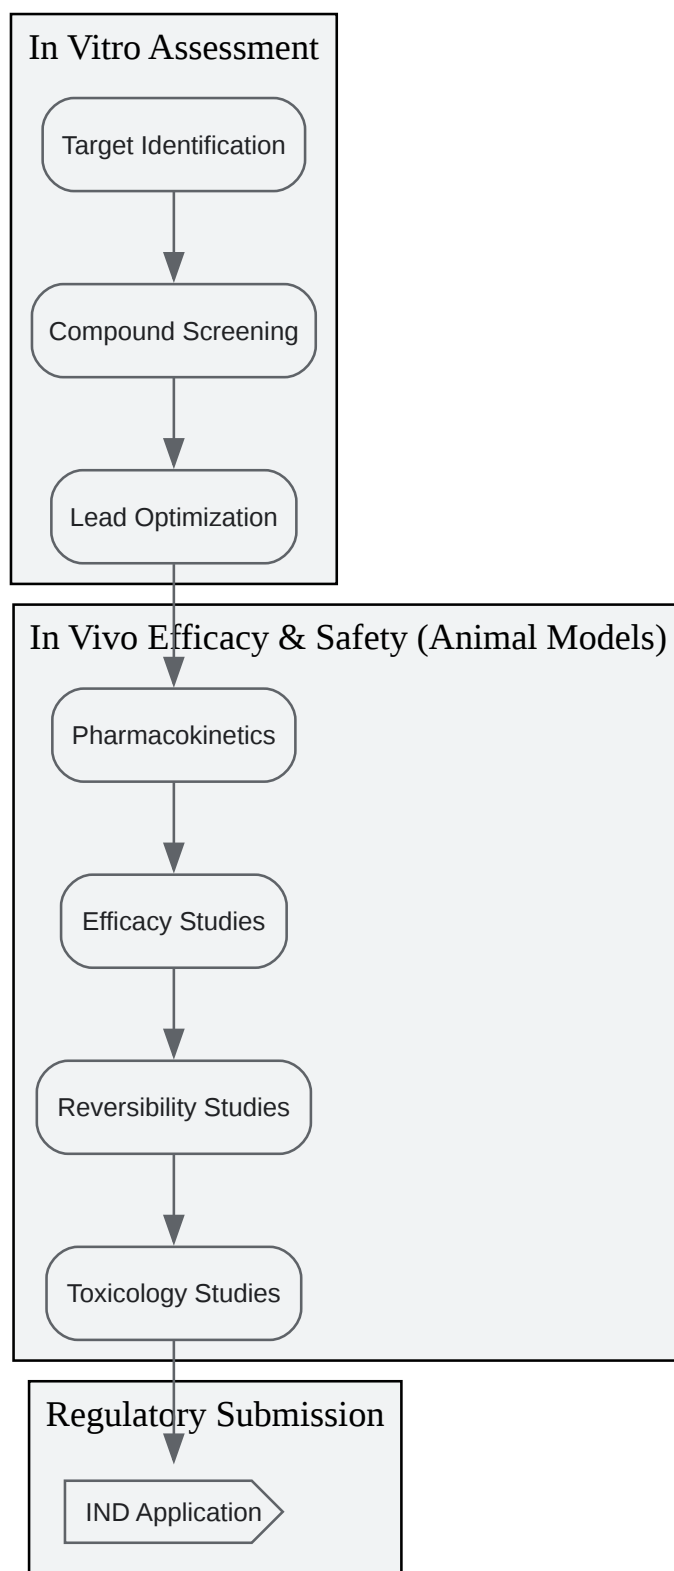 In Vitro Assessment
Target Identification
Compound Screening
Lead Optimization
In Vivo Efficacy & Safety (Animal Models)
Pharmacokinetics
Efficacy Studies
Reversibility Studies
Toxicology Studies
Regulatory Submission
IND Application